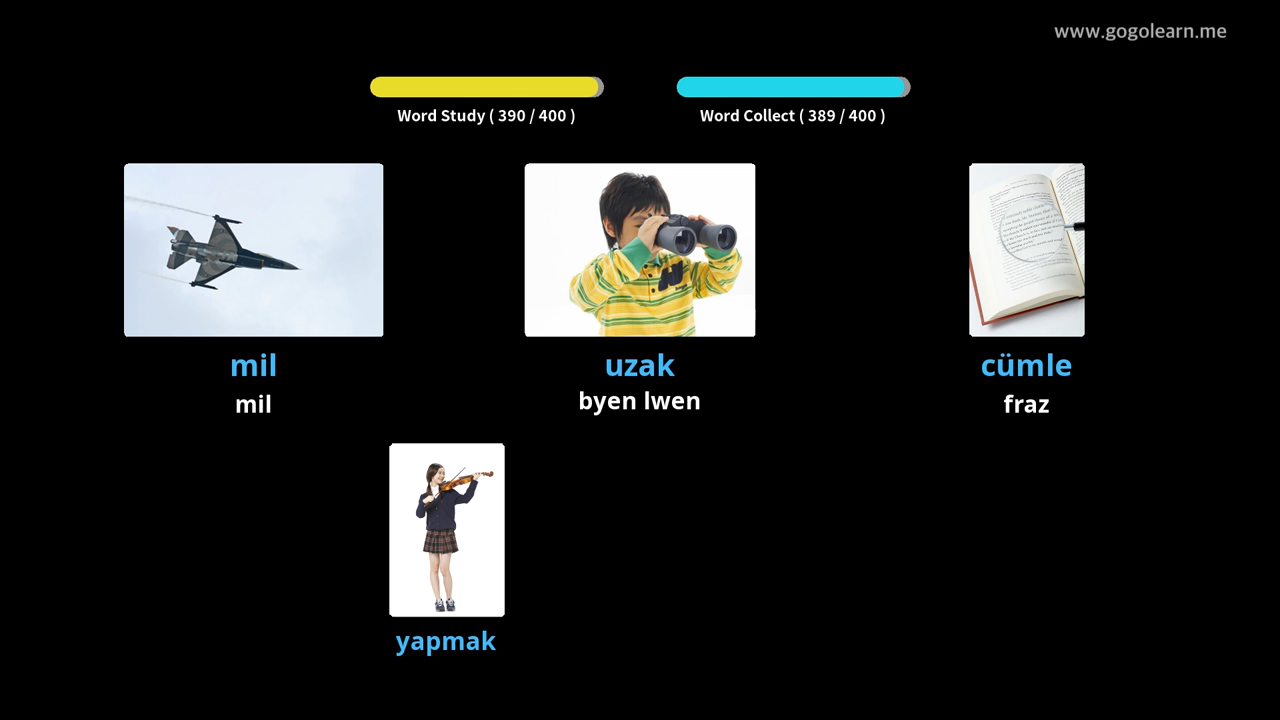 www.gogolearn.me
Word Study ( 390 / 400 )
Word Collect ( 389 / 400 )
mil
mil
uzak
byen lwen
cümle
fraz
yapmak